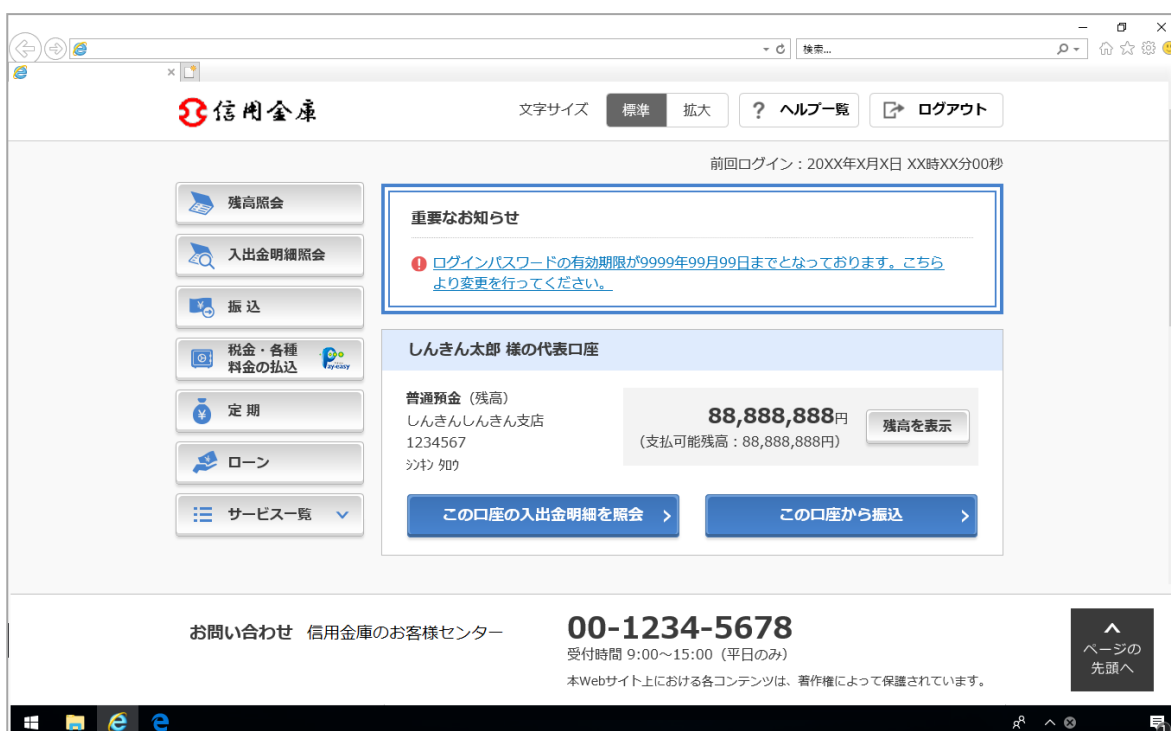 検索...
信用金庫
文字サイズ 標準 拡大 ? ヘルプ一覧 ログアウト
前回ログイン：20XX年X月X日 XX時XX分00秒
残高照会
入出金明細照会
振込
税金・各種
料金の払込
Pay-easy
定期
ローン
サービス一覧
重要なお知らせ
ログインパスワードの有効期限が9999年99月99日までとなっております。こちら
より変更を行ってください。
しんきん太郎 様の代表口座
普通預金（残高）
しんきんしんきん支店
1234567
ｼﾝｷﾝ ﾀﾛｳ
88,888,888円
（支払可能残高：88,888,888円）
残高を表示
この口座の入出金明細を照会
この口座から振込
お問い合わせ 信用金庫のお客様センター
00-1234-5678
受付時間 9:00～15:00（平日のみ）
本Webサイト上における各コンテンツは、著作権によって保護されています。
ページの
先頭へ